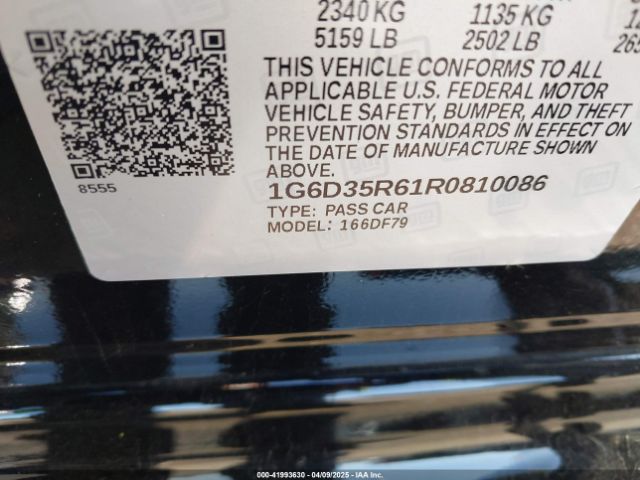 2340 KG 1135 KG
5159 LB 2502 LB
THIS VEHICLE CONFORMS TO ALL
APPLICABLE U.S. FEDERAL MOTOR
VEHICLE SAFETY, BUMPER, AND THEFT
PREVENTION STANDARDS IN EFFECT ON
THE DATE OF MANUFACTURE SHOWN
ABOVE.
8555
1G6D35R61R0810086
TYPE: PASS CAR
MODEL: 166DF79
000-41993630 - 04/09/2025 - IAA Inc.